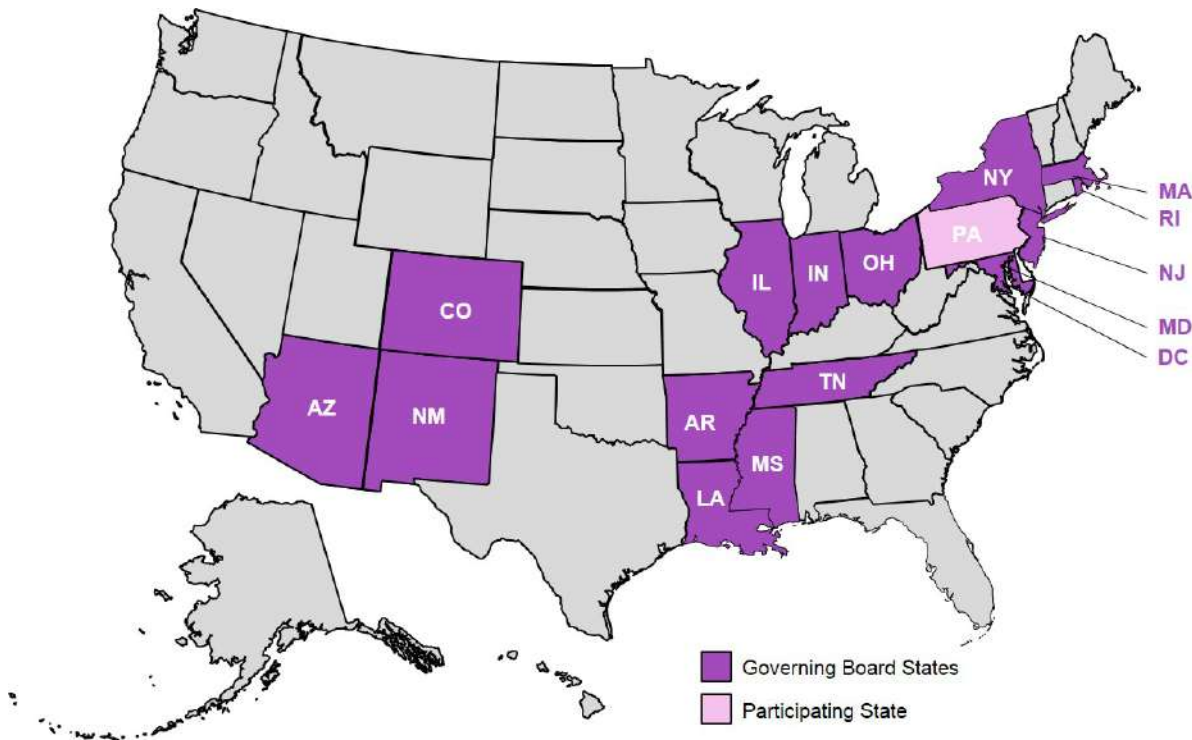 NY
MA
RI
PA
NJ
OH
IN
IL
CO
MD
DC
TN
AZ
NM
AR
MS
LA
Governing Board States
Participating State